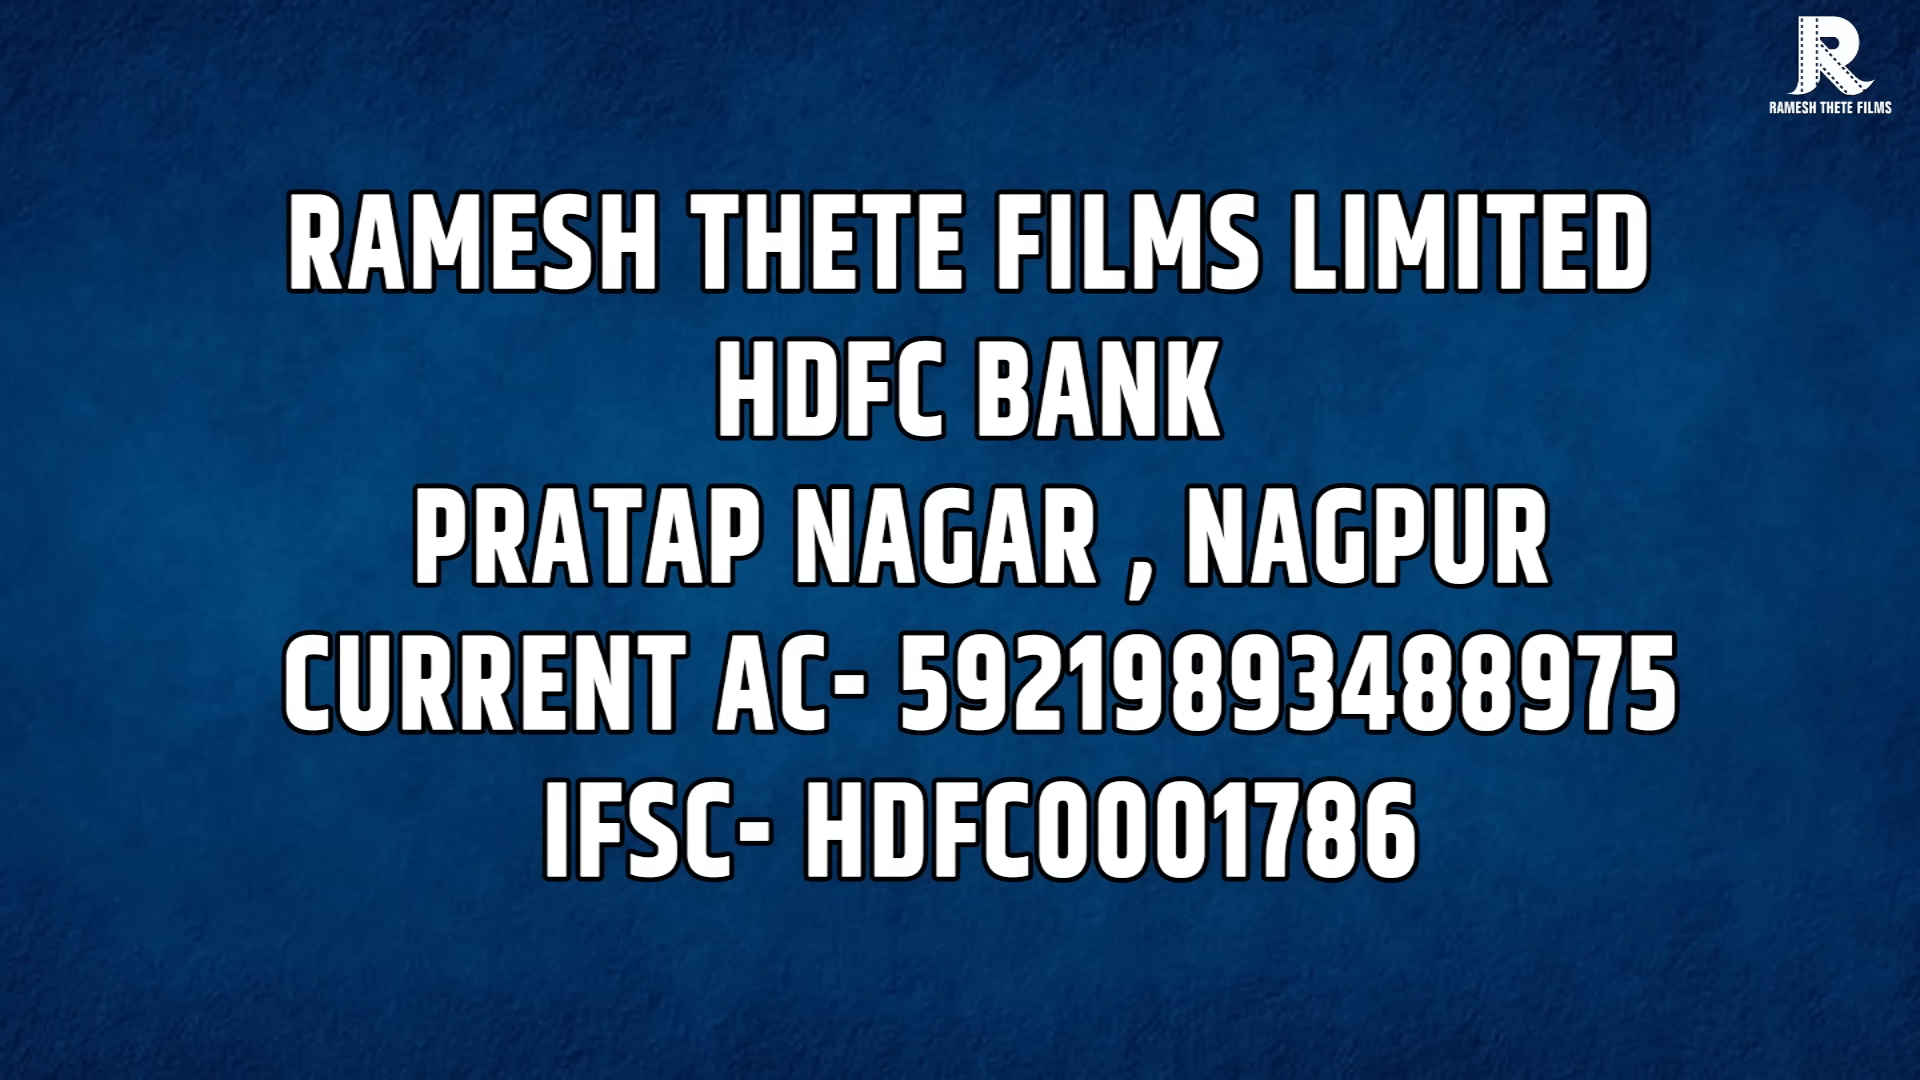 RAMESH THETE FILMS
RAMESH THETE FILMS LIMITED
HDFC BANK
PRATAP NAGAR , NAGPUR
CURRENT AC- 59219893488975
IFSC- HDFC0001786